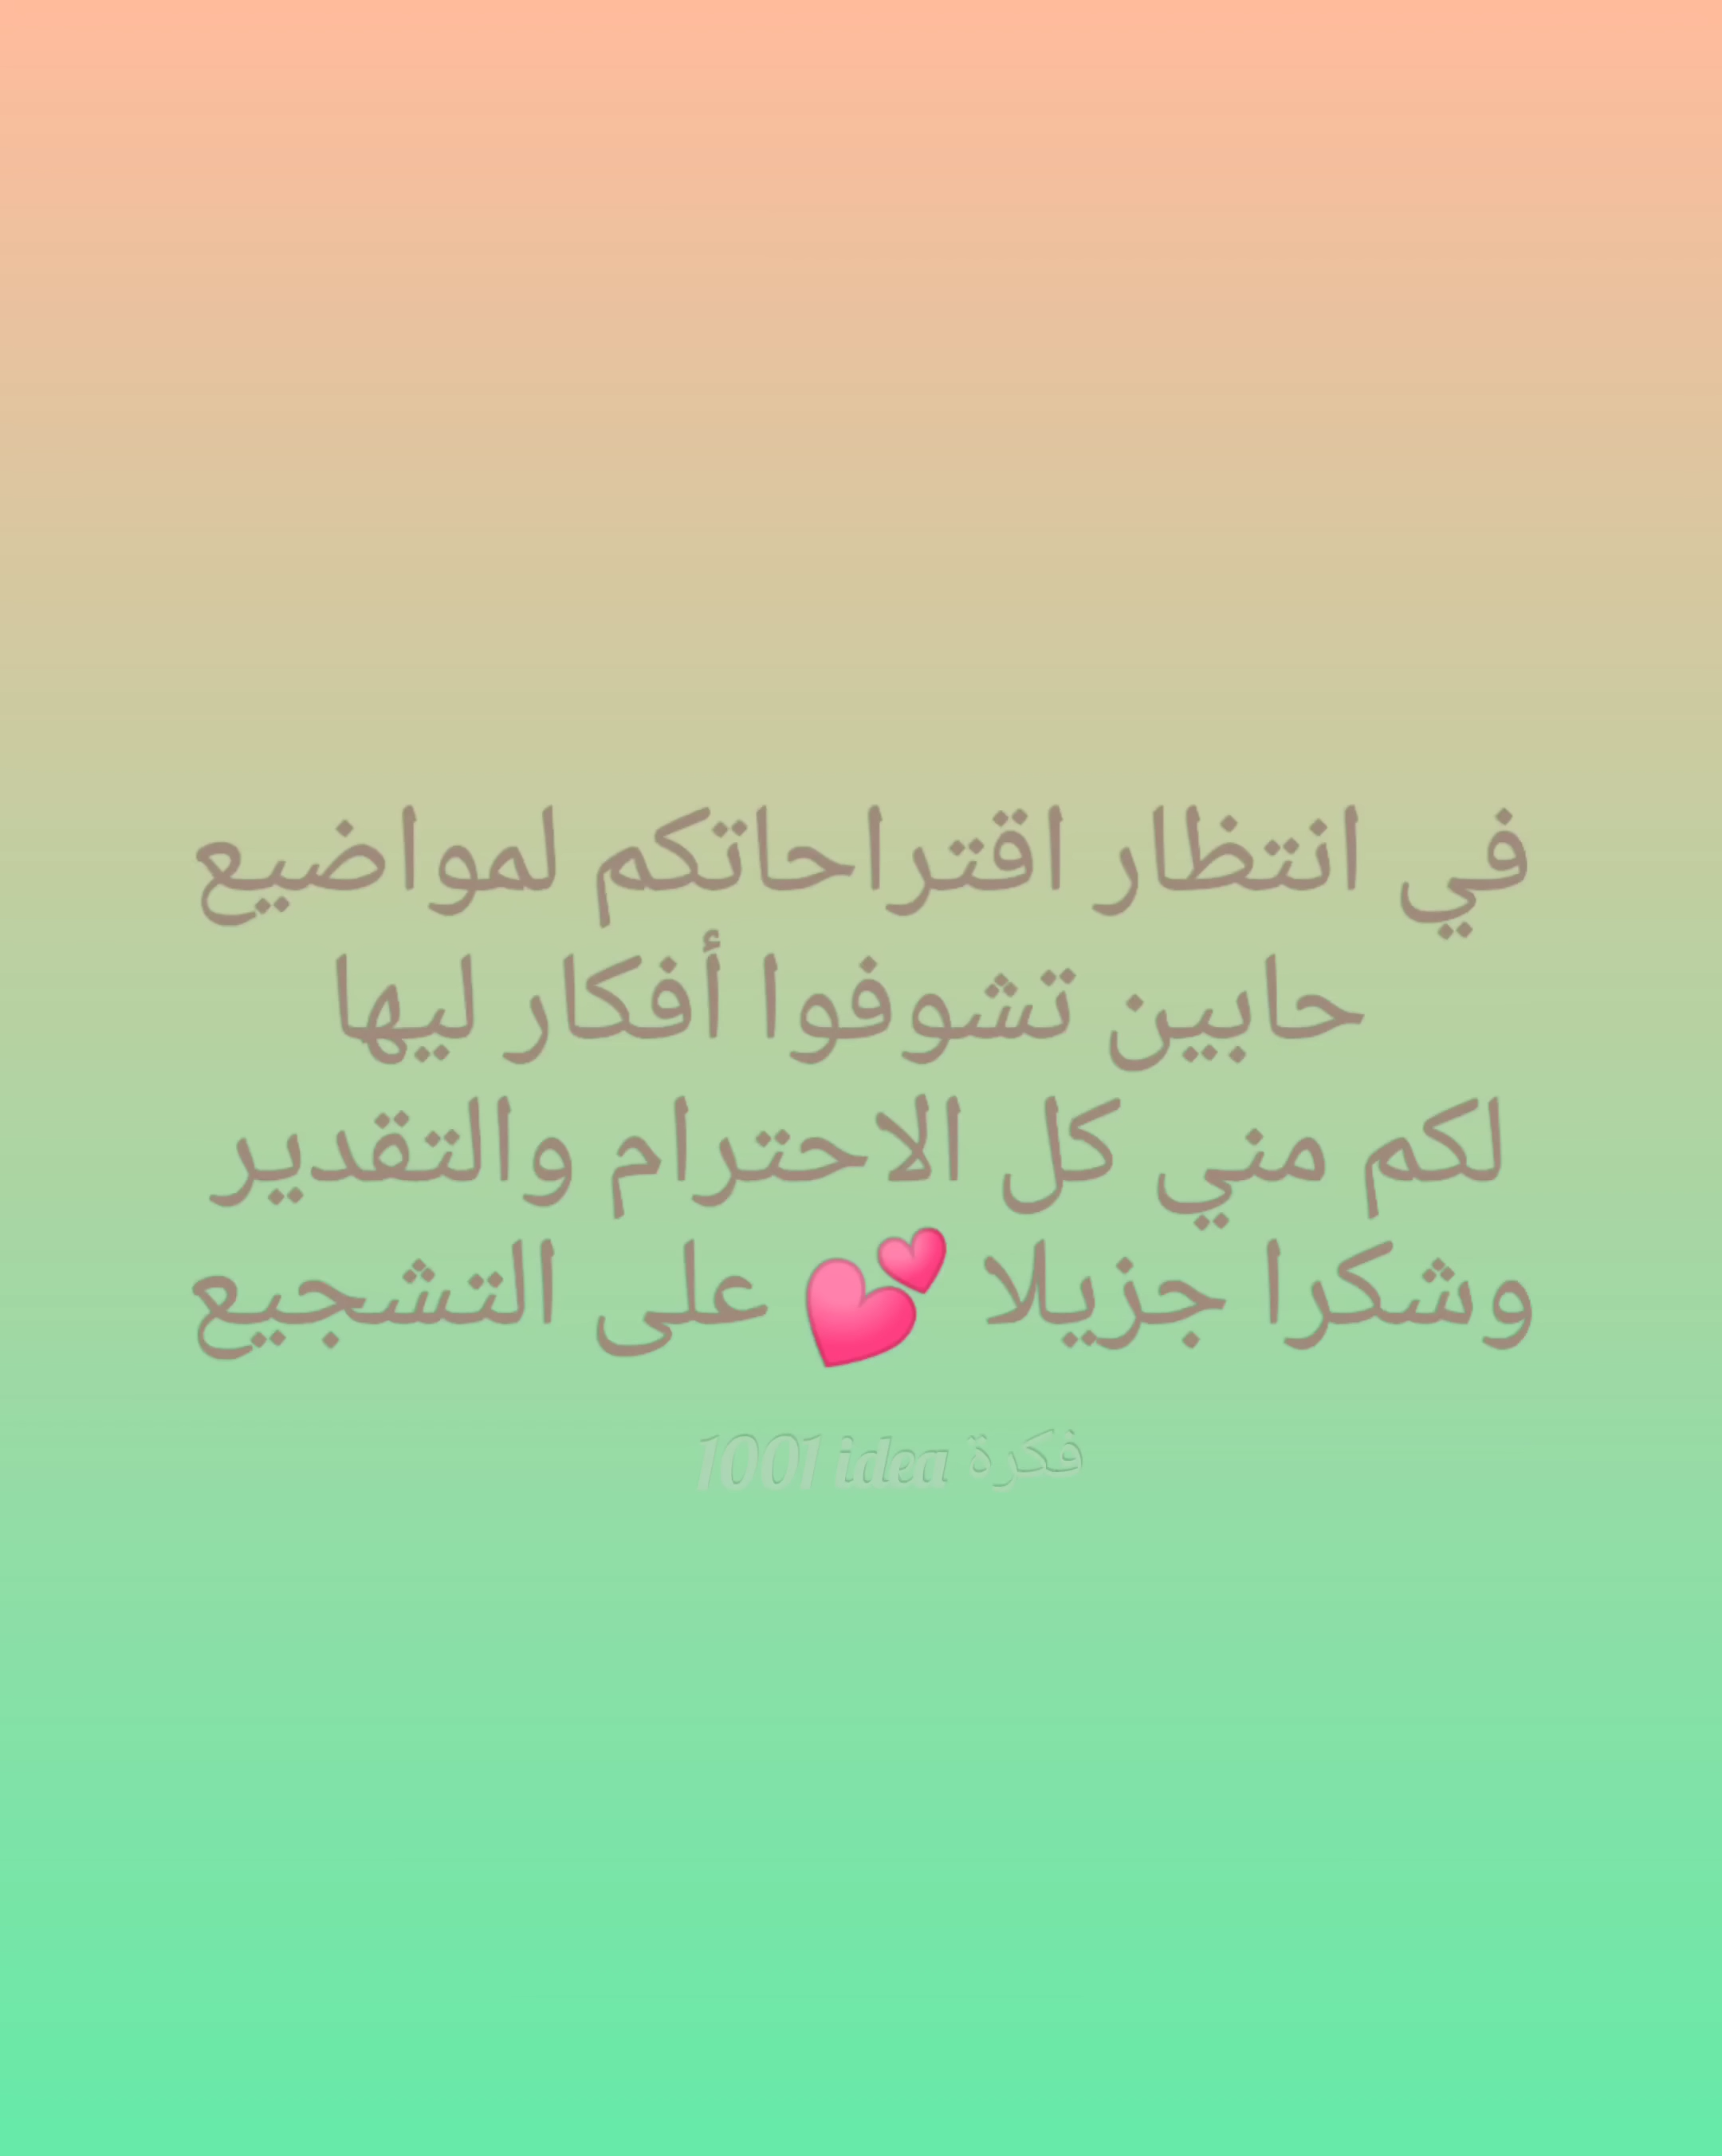 في انتظار اقتراحاتكم لمواضيع
حابين تشوفوا أفكار ليها
لكم مني كل الاحترام والتقدير
وشكرا جزيلا 💕 على التشجيع
1001 idea فكرة